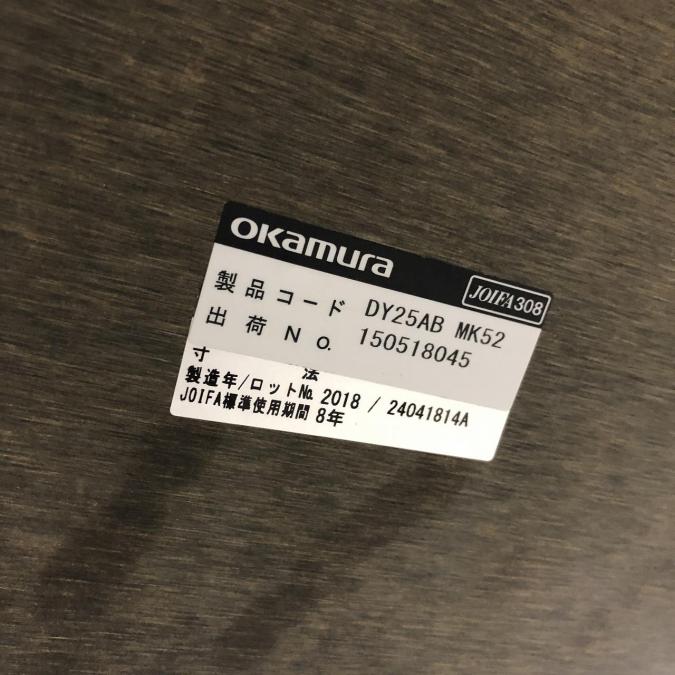 OKamura
JOIFA308
製品コード DY25AB MK52
出荷No. 150518045
寸法
製造年/ロット№ 2018 / 24041814A
JOIFA標準使用期間 8年